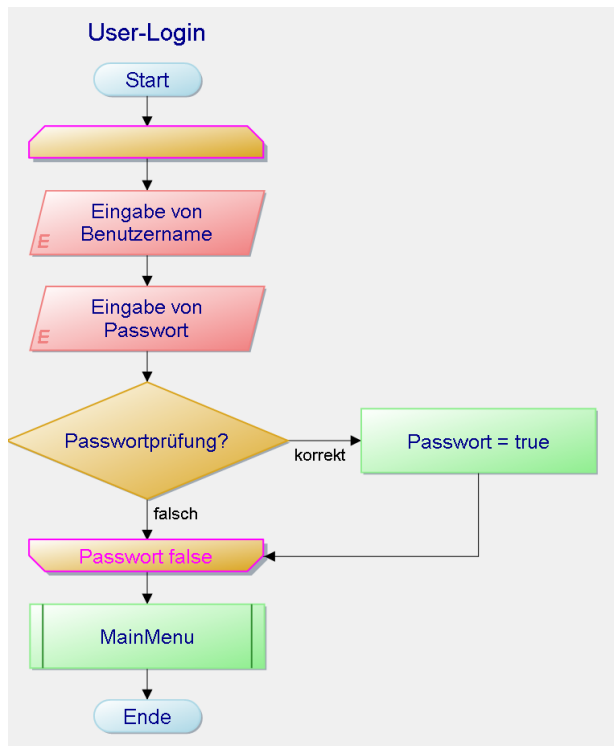 User-Login
Start
Eingabe von
Benutzername
E
Eingabe von
Passwort
E
Passwortprüfung?
korrekt
Passwort = true
falsch
Passwort false
MainMenu
Ende